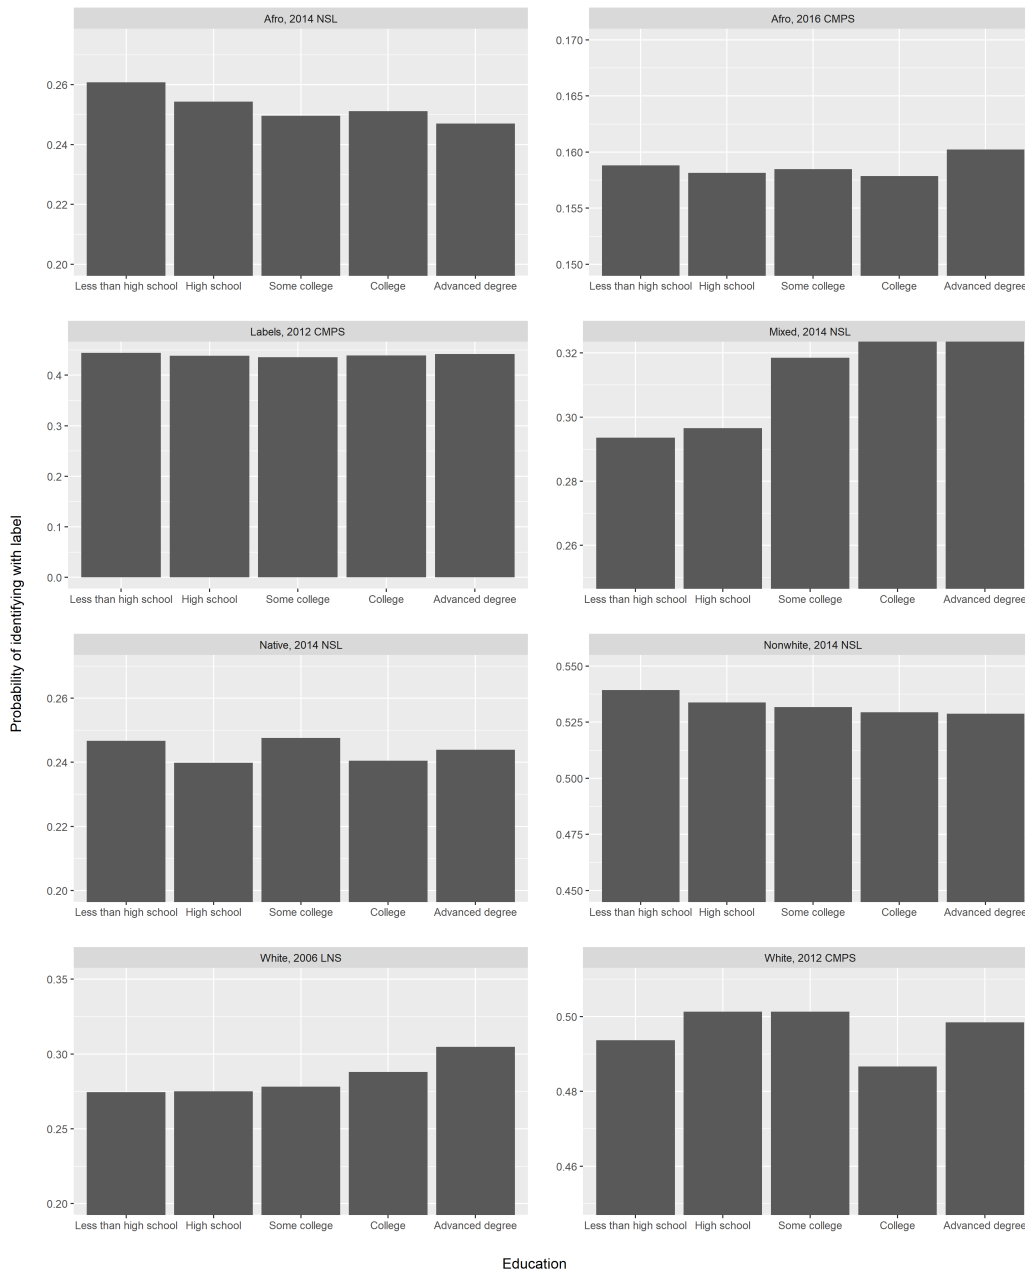 Afro, 2014 NSL
0.26
0.24
0.22
0.20
Less than high school High school Some college College Advanced degree
Afro, 2016 CMPS
0.170
0.165
0.160
0.155
0.150
Less than high school High school Some college College Advanced degree
Labels, 2012 CMPS
0.4
0.3
0.2
0.1
0.0
Less than high school High school Some college College Advanced degree
Mixed, 2014 NSL
0.32
0.30
0.28
0.26
Less than high school High school Some college College Advanced degree
Probability of identifying with label
Native, 2014 NSL
0.26
0.24
0.22
0.20
Less than high school High school Some college College Advanced degree
Nonwhite, 2014 NSL
0.550
0.525
0.500
0.475
0.450
Less than high school High school Some college College Advanced degree
White, 2006 LNS
0.35
0.30
0.25
0.20
Less than high school High school Some college College Advanced degree
White, 2012 CMPS
0.50
0.48
0.46
Less than high school High school Some college College Advanced degree
Education